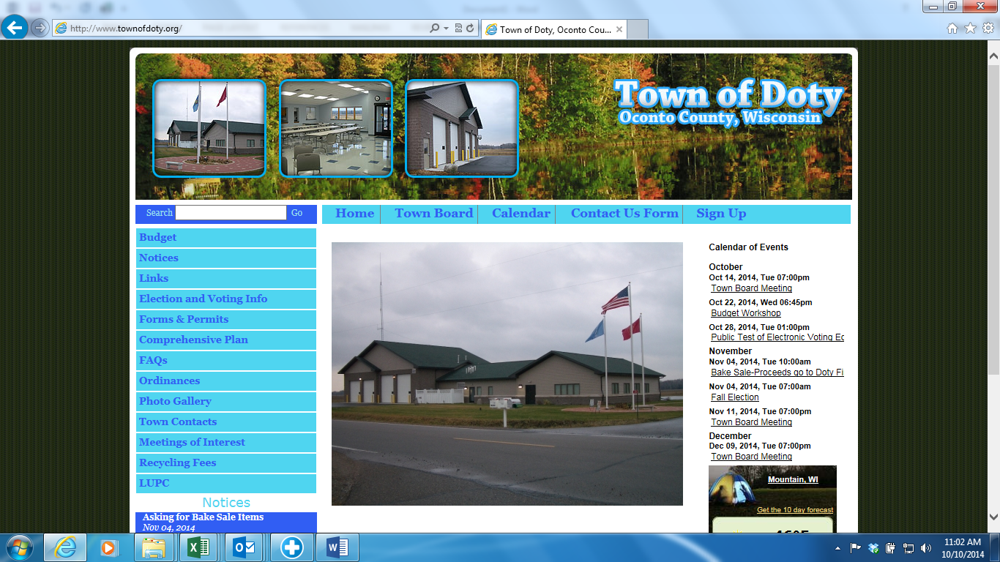 http://www.townofdoty.org/
Town of Doty, Oconto Cou...
Town of Doty
Oconto County, Wisconsin
Search
Go
Home
Town Board
Calendar
Contact Us Form
Sign Up
Budget
Notices
Links
Election and Voting Info
Forms & Permits
Comprehensive Plan
FAQs
Ordinances
Photo Gallery
Town Contacts
Meetings of Interest
Recycling Fees
LUPC
Notices
Asking for Bake Sale Items
Nov 04, 2014
Calendar of Events
October
Oct 14, 2014, Tue 07:00pm
Town Board Meeting
Oct 22, 2014, Wed 06:45pm
Budget Workshop
Oct 28, 2014, Tue 01:00pm
Public Test of Electronic Voting Ec
November
Nov 04, 2014, Tue 10:00am
Bake Sale-Proceeds go to Doty Fi
Nov 04, 2014, Tue 07:00am
Fall Election
Nov 11, 2014, Tue 07:00pm
Town Board Meeting
December
Dec 09, 2014, Tue 07:00pm
Town Board Meeting
Mountain, WI
Get the 10 day forecast
11:02 AM
10/10/2014